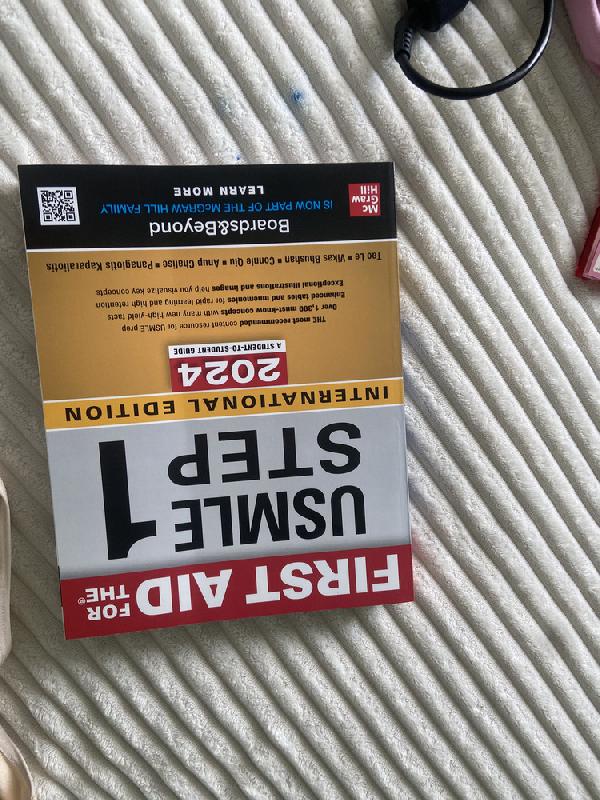 FIRST AID
FOR
THE®
USMLE
STEP 1
INTERNATIONAL EDITION
2024
A STUDENT-TO-STUDENT GUIDE
THE most recommended content resource for USMLE prep
Over 1,300 must-know concepts with many new high-yield facts
Enhanced tables and mnemonics for rapid learning and high retention
Exceptional illustrations and images help you visualize key concepts
Tao Le • Vikas Bhushan • Connie Qiu • Anup Chalise • Panagiotis Kaparaliotis
Boards&Beyond
IS NOW PART OF THE McGRAW HILL FAMILY
LEARN MORE
Mc
Graw
Hill